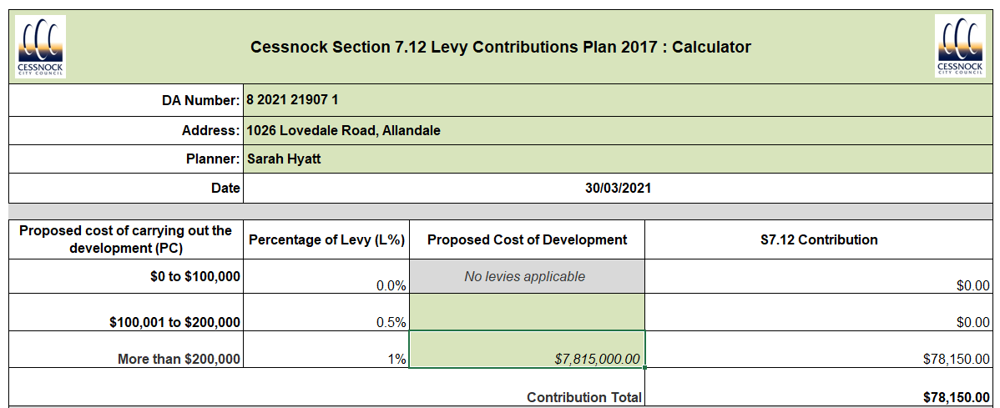 CESSNOCK
CITY COUNCIL
Cessnock Section 7.12 Levy Contributions Plan 2017 : Calculator
CESSNOCK
CITY COUNCIL
DA Number: 8 2021 21907 1
Address: 1026 Lovedale Road, Allandale
Planner: Sarah Hyatt
Date 30/03/2021
Proposed cost of carrying out the
development (PC)
Percentage of Levy (L%)
Proposed Cost of Development
S7.12 Contribution
$0 to $100,000 0.0% No levies applicable $0.00
$100,001 to $200,000 0.5% $0.00
More than $200,000 1% $7,815,000.00 $78,150.00
Contribution Total $78,150.00